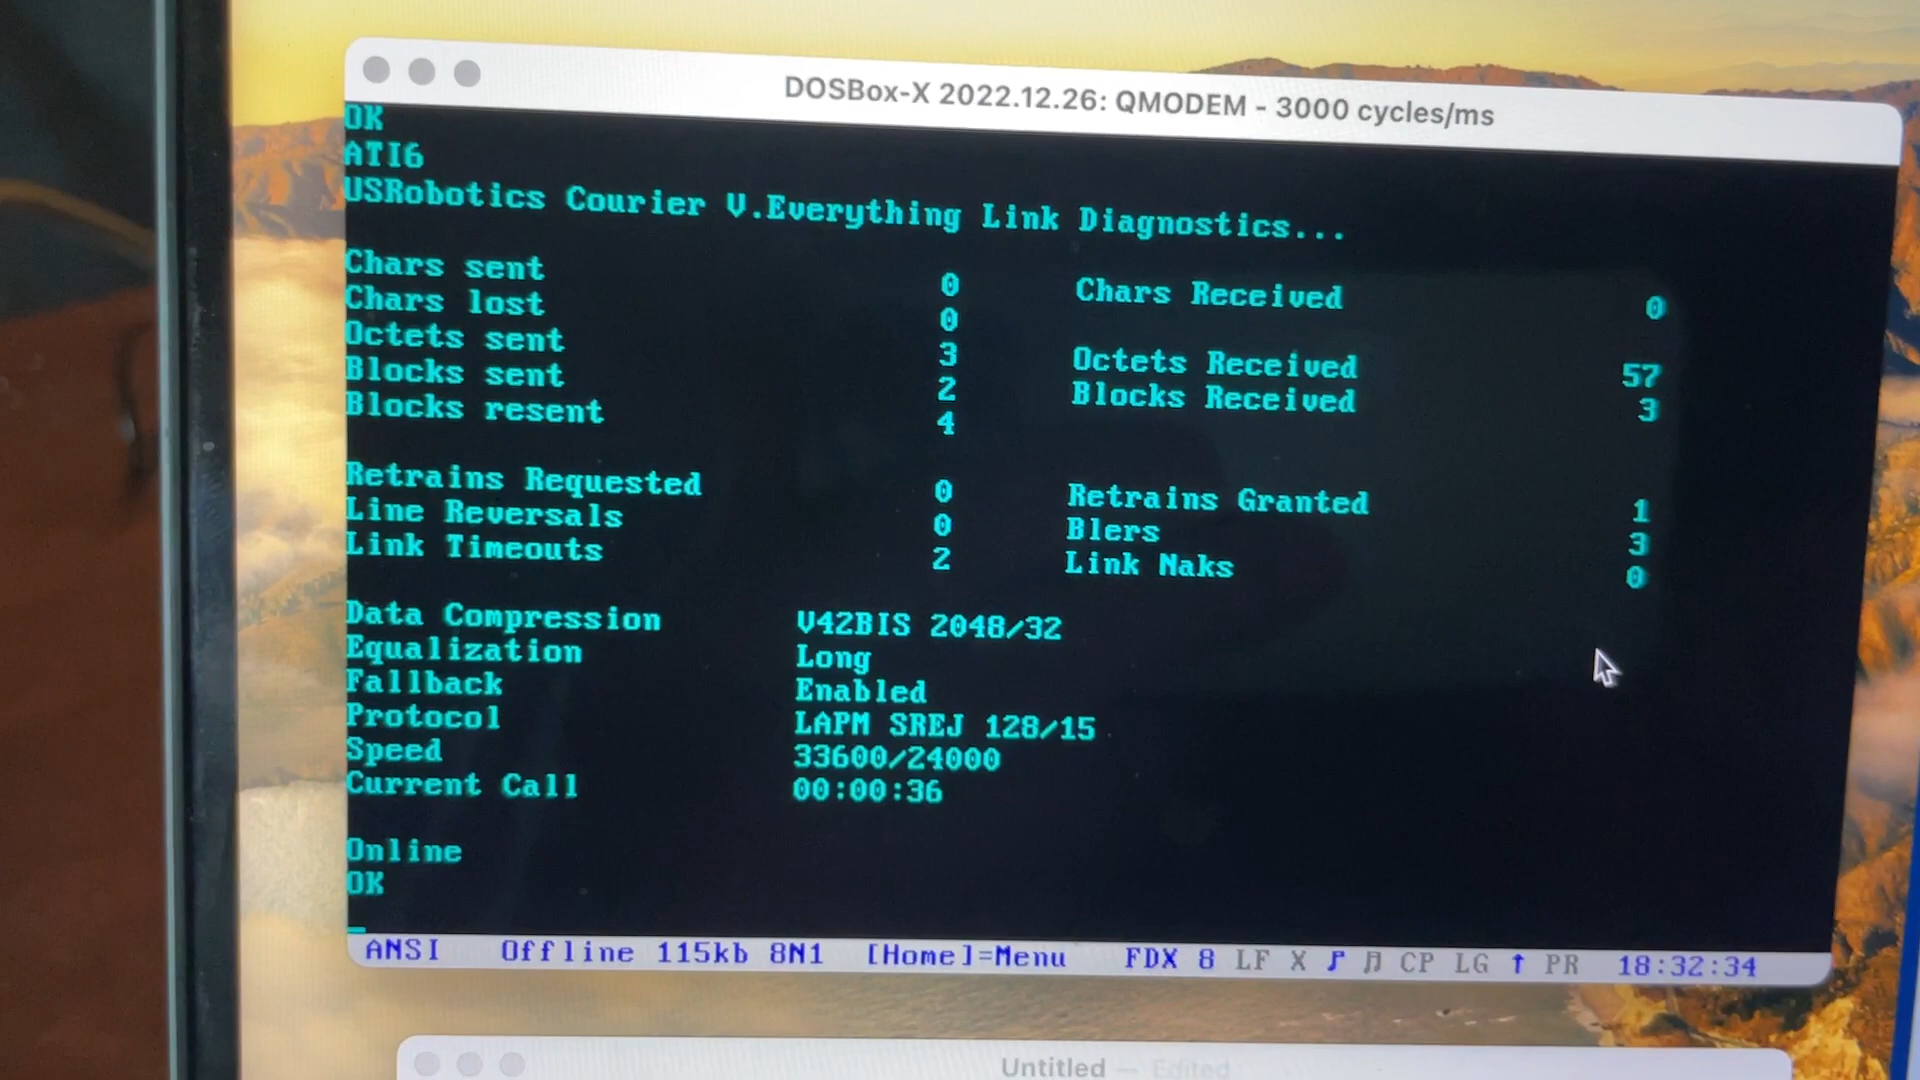 DOSBox-X 2022.12.26: QMODEM - 3000 cycles/ms
OK
ATI6
USRobotics Courier V.Everything Link Diagnostics...
Chars sent 0 Chars Received 0
Chars lost 0
Octets sent 3 Octets Received 57
Blocks sent 2 Blocks Received 3
Blocks resent 4
Retrains Requested 0 Retrains Granted 1
Line Reversals 0 Blers 3
Link Timeouts 2 Link Naks 0
Data Compression V42BIS 2048/32
Equalization Long
Fallback Enabled
Protocol LAPM SREJ 128/15
Speed 33600/24000
Current Call 00:00:36
Online
OK
ANSI Offline 115kb 8N1 [Home]=Menu FDX 8 LF X ♪ ♫ CP LG ↑ PR 18:32:34
Untitled — Edited